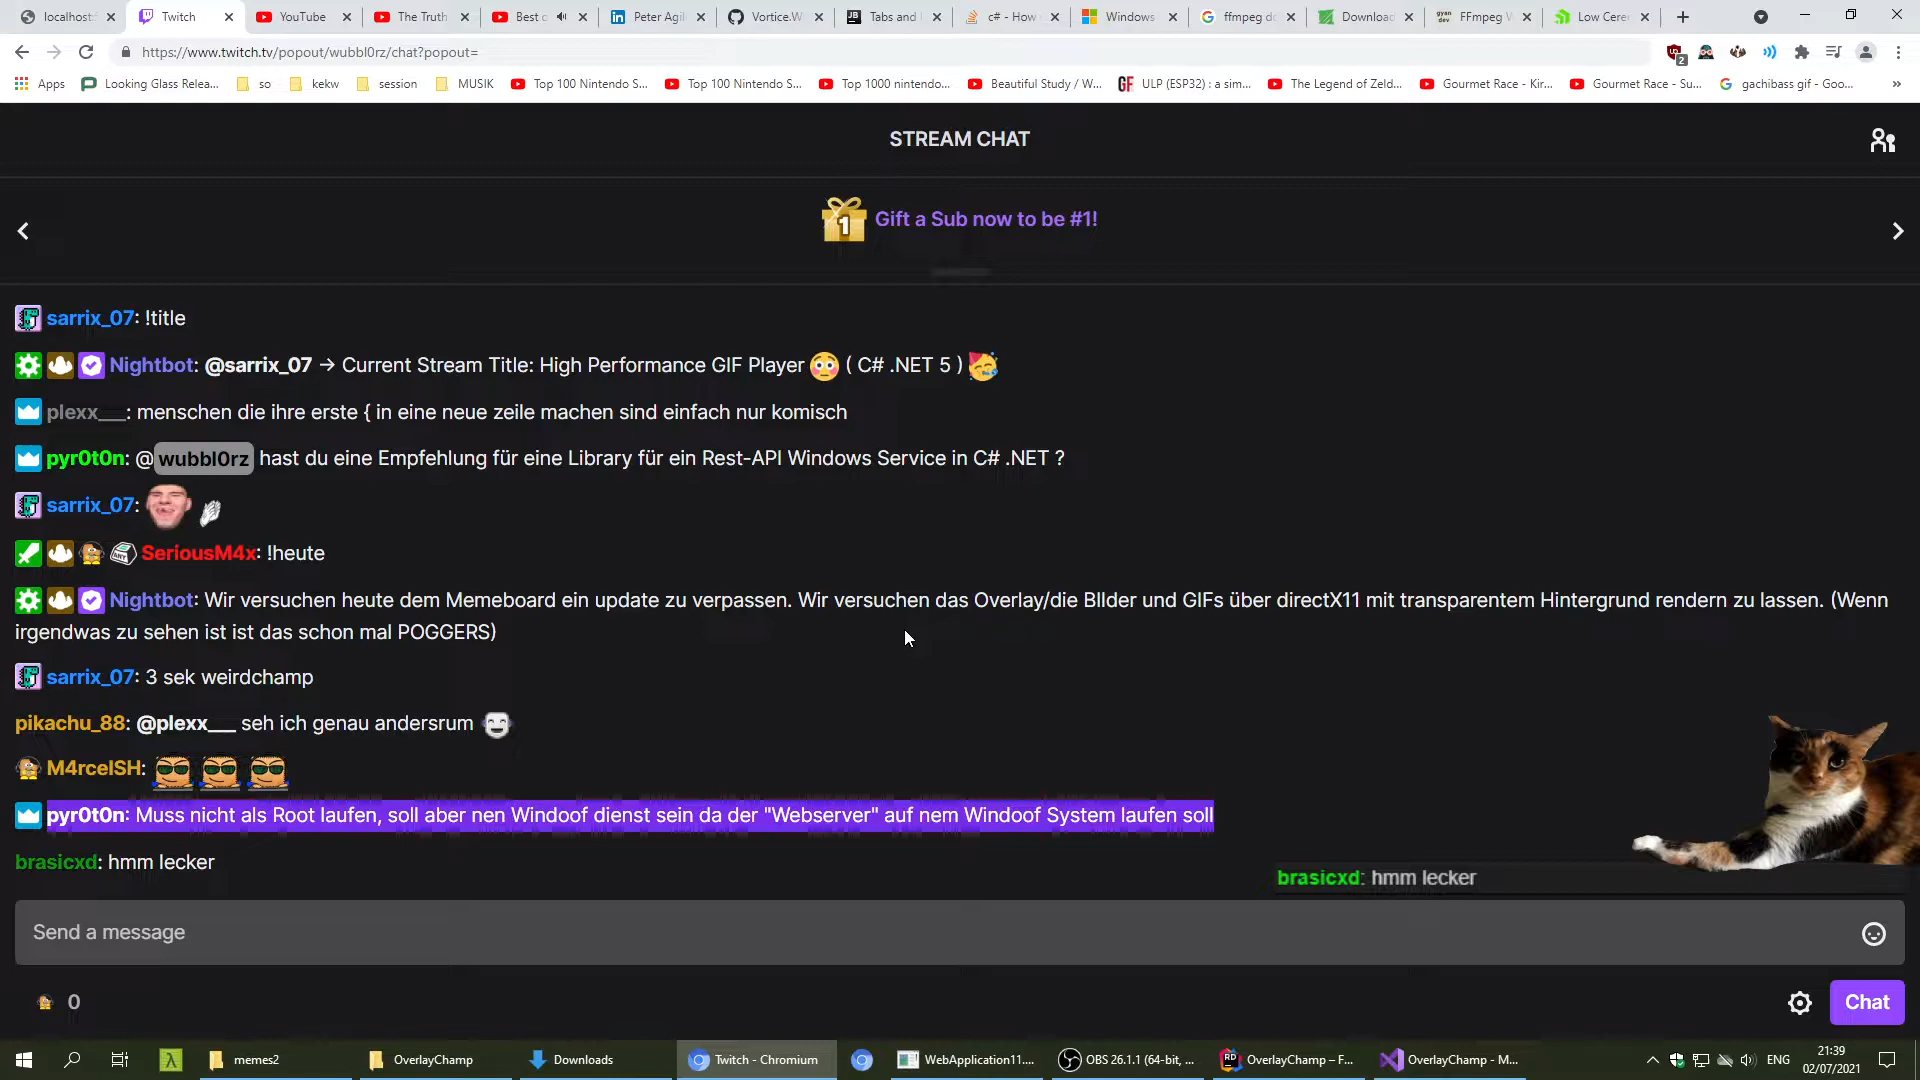 localhost:
Twitch
YouTube
The Truth
Best o
Peter Agil
Vortice.W
Tabs and
c# - How
Windows
ffmpeg do
Download
FFmpeg W
Low Cere
https://www.twitch.tv/popout/wubbl0rz/chat?popout=
Apps
Looking Glass Relea...
so
kekw
session
MUSIK
Top 100 Nintendo S...
Top 100 Nintendo S...
Top 1000 nintendo...
Beautiful Study / W...
ULP (ESP32) : a sim...
The Legend of Zeld...
Gourmet Race - Kir...
Gourmet Race - Su...
gachibass gif - Goo...
STREAM CHAT
1 Gift a Sub now to be #1!
sarrix_07: !title
Nightbot: @sarrix_07 → Current Stream Title: High Performance GIF Player 😳 ( C# .NET 5 ) 🥳
plexx___: menschen die ihre erste { in eine neue zeile machen sind einfach nur komisch
pyr0t0n: @wubbl0rz hast du eine Empfehlung für eine Library für ein Rest-API Windows Service in C# .NET ?
sarrix_07:
SeriousM4x: !heute
Nightbot: Wir versuchen heute dem Memeboard ein update zu verpassen. Wir versuchen das Overlay/die BIlder und GIFs über directX11 mit transparentem Hintergrund rendern zu lassen. (Wenn
irgendwas zu sehen ist ist das schon mal POGGERS)
sarrix_07: 3 sek weirdchamp
pikachu_88: @plexx___ seh ich genau andersrum
M4rcelSH:
pyr0t0n: Muss nicht als Root laufen, soll aber nen Windoof dienst sein da der "Webserver" auf nem Windoof System laufen soll
brasicxd: hmm lecker
brasicxd: hmm lecker
Send a message
0
Chat
memes2
OverlayChamp
Downloads
Twitch - Chromium
WebApplication11....
OBS 26.1.1 (64-bit, ...
OverlayChamp – F...
OverlayChamp - M...
ENG
21:39
02/07/2021